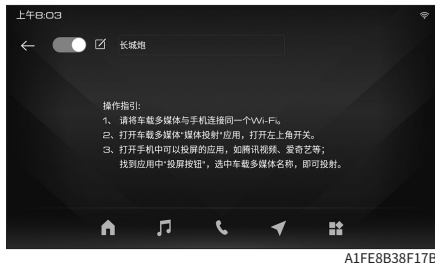 上午8:03
长城炮
操作指引:
1、请将车载多媒体与手机连接同一个Wi-Fi。
2、打开车载多媒体"媒体投射"应用，打开左上角开关。
3、打开手机中可以投屏的应用，如腾讯视频、爱奇艺等；
找到应用中"投屏按钮"，选中车载多媒体名称，即可投射。
A1FE8B38F17B